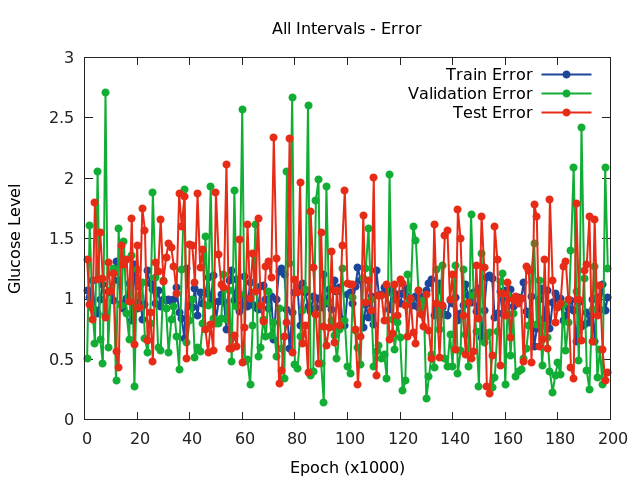 All Intervals - Error
Train Error
Validation Error
Test Error
3
2.5
2
1.5
1
0.5
0
Glucose Level
0 20 40 60 80 100 120 140 160 180 200
Epoch (x1000)